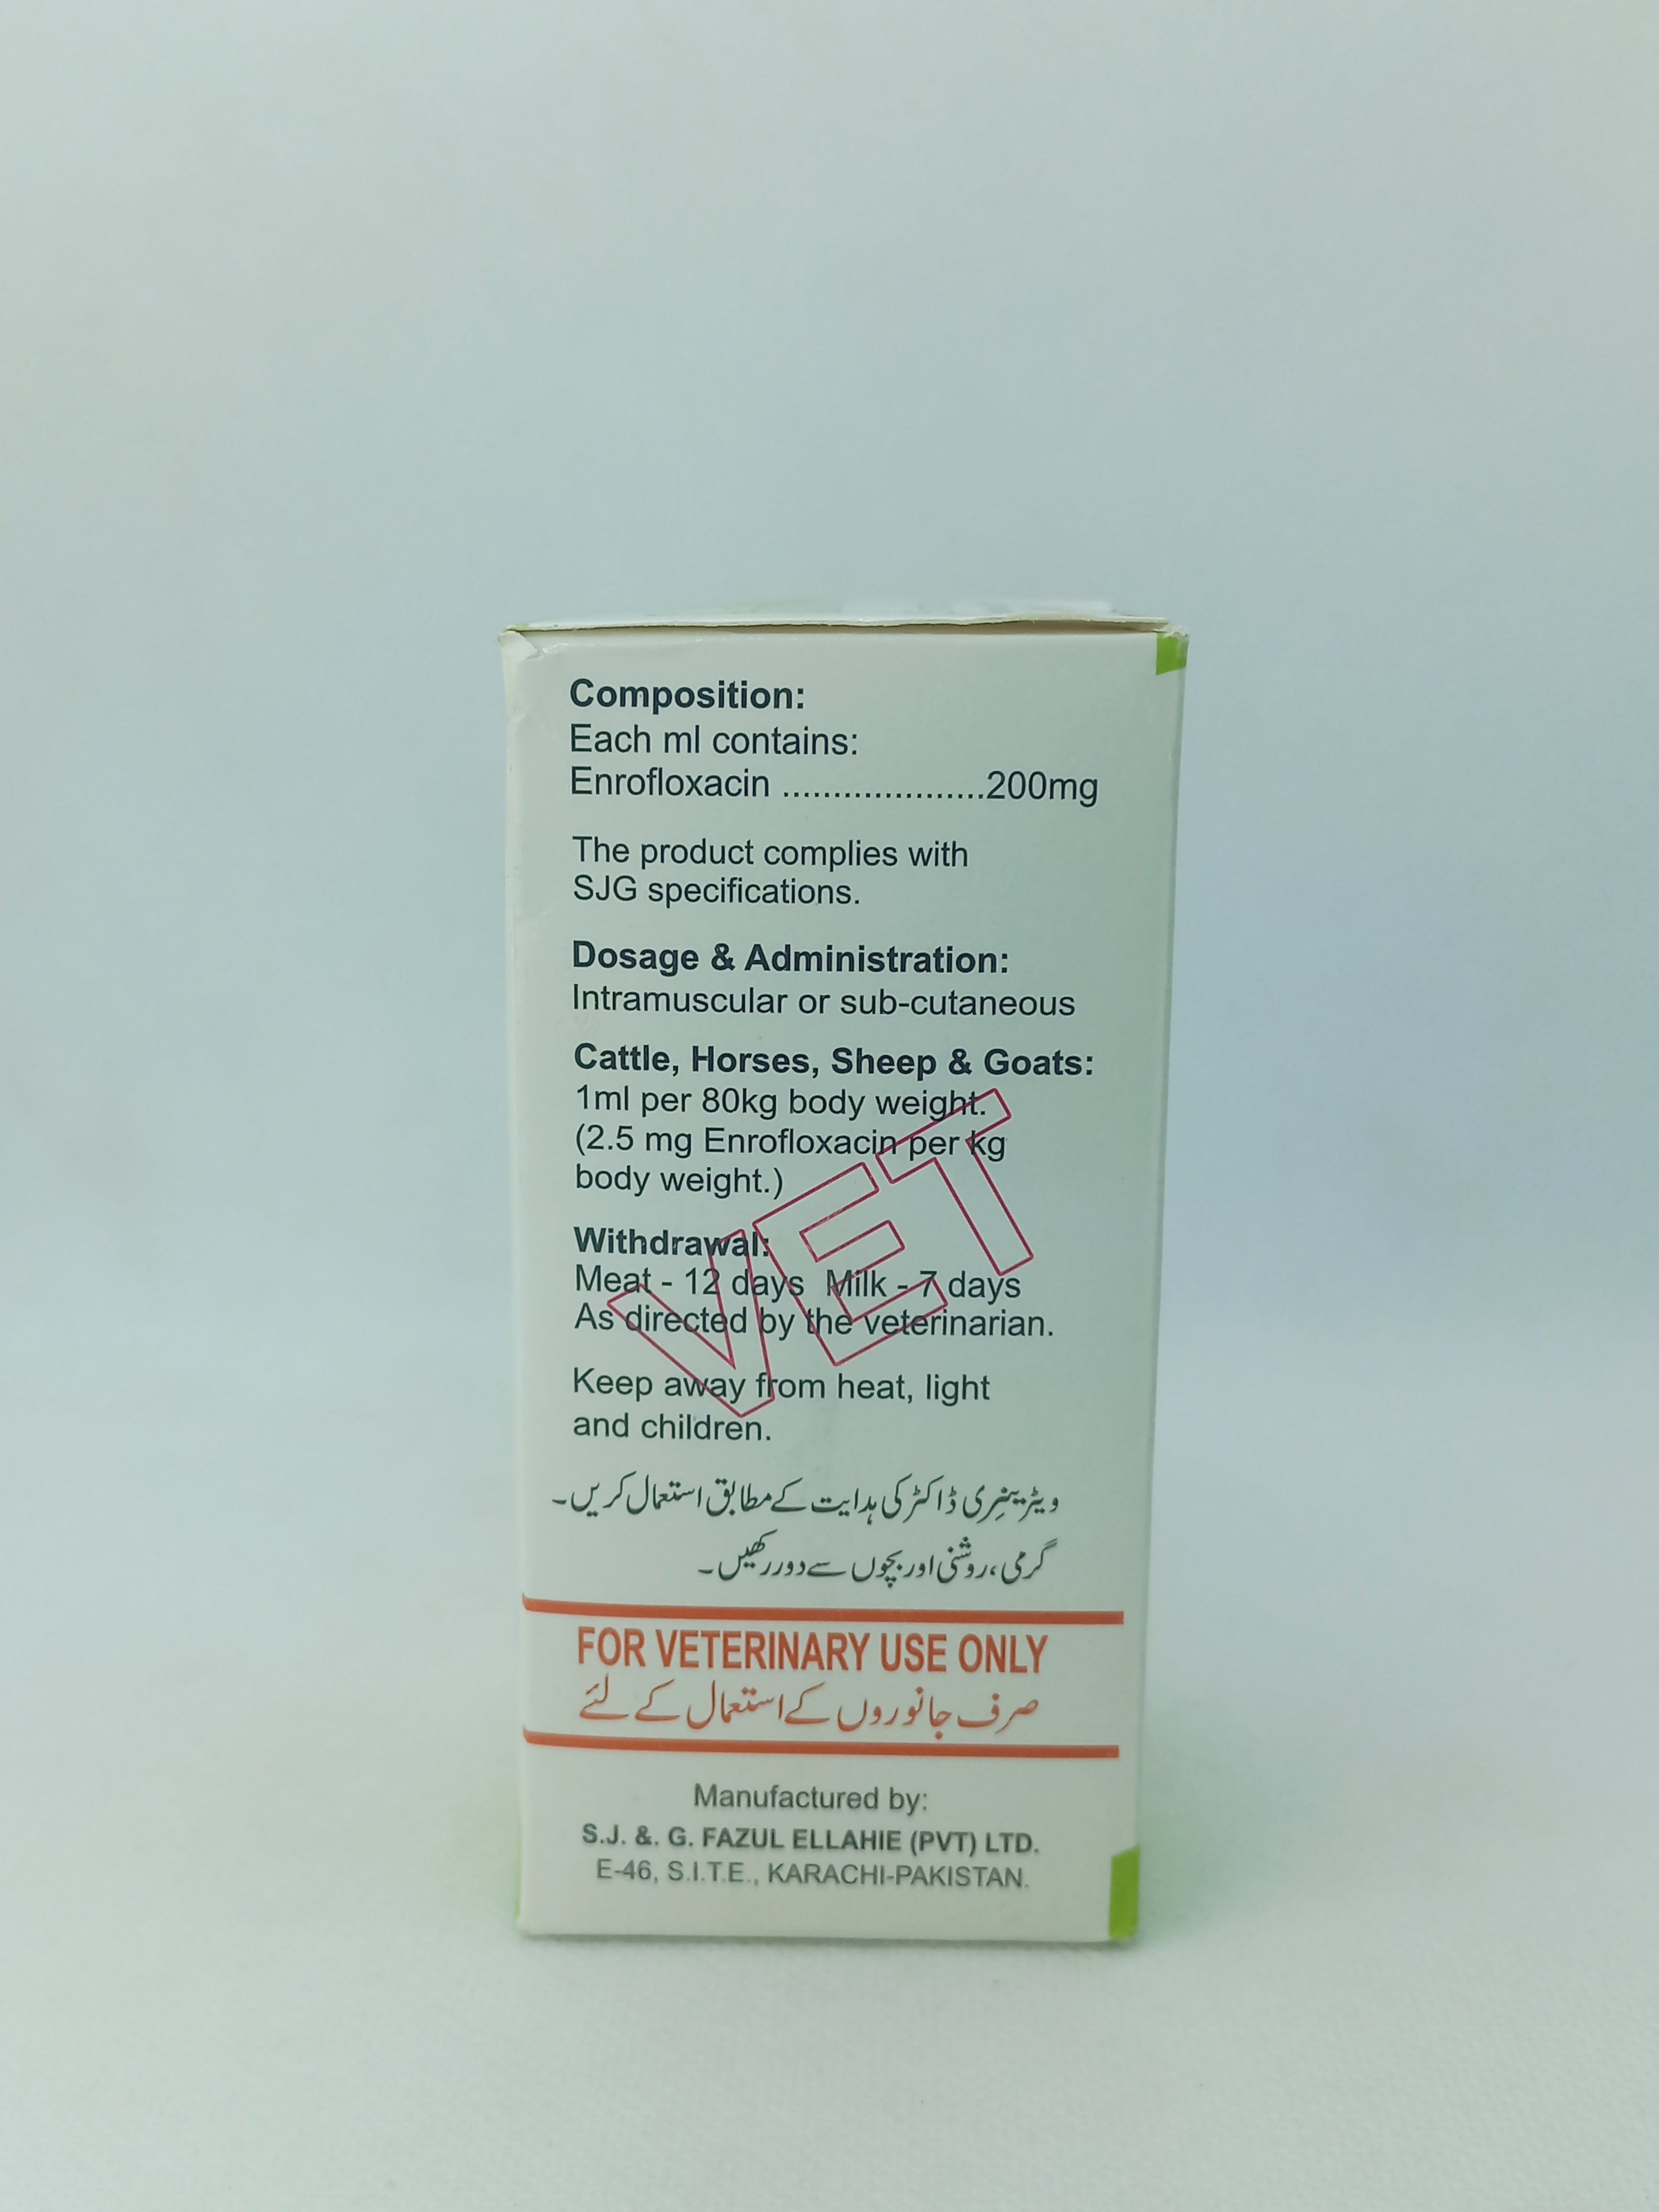 Composition:
Each ml contains:
Enrofloxacin ....................200mg
The product complies with
SJG specifications.
Dosage & Administration:
Intramuscular or sub-cutaneous
Cattle, Horses, Sheep & Goats:
1ml per 80kg body weight.
(2.5 mg Enrofloxacin per kg
body weight.)
Withdrawal:
Meat - 12 days  Milk - 7 days
As directed by the veterinarian.
VET
Keep away from heat, light
and children.
ویٹرینری ڈاکٹر کی ہدایت کے مطابق استعمال کریں۔
گرمی، روشنی اور بچوں سے دور رکھیں۔
FOR VETERINARY USE ONLY
صرف جانوروں کے استعمال کے لئے
Manufactured by:
S.J. &. G. FAZUL ELLAHIE (PVT) LTD.
E-46, S.I.T.E., KARACHI-PAKISTAN.